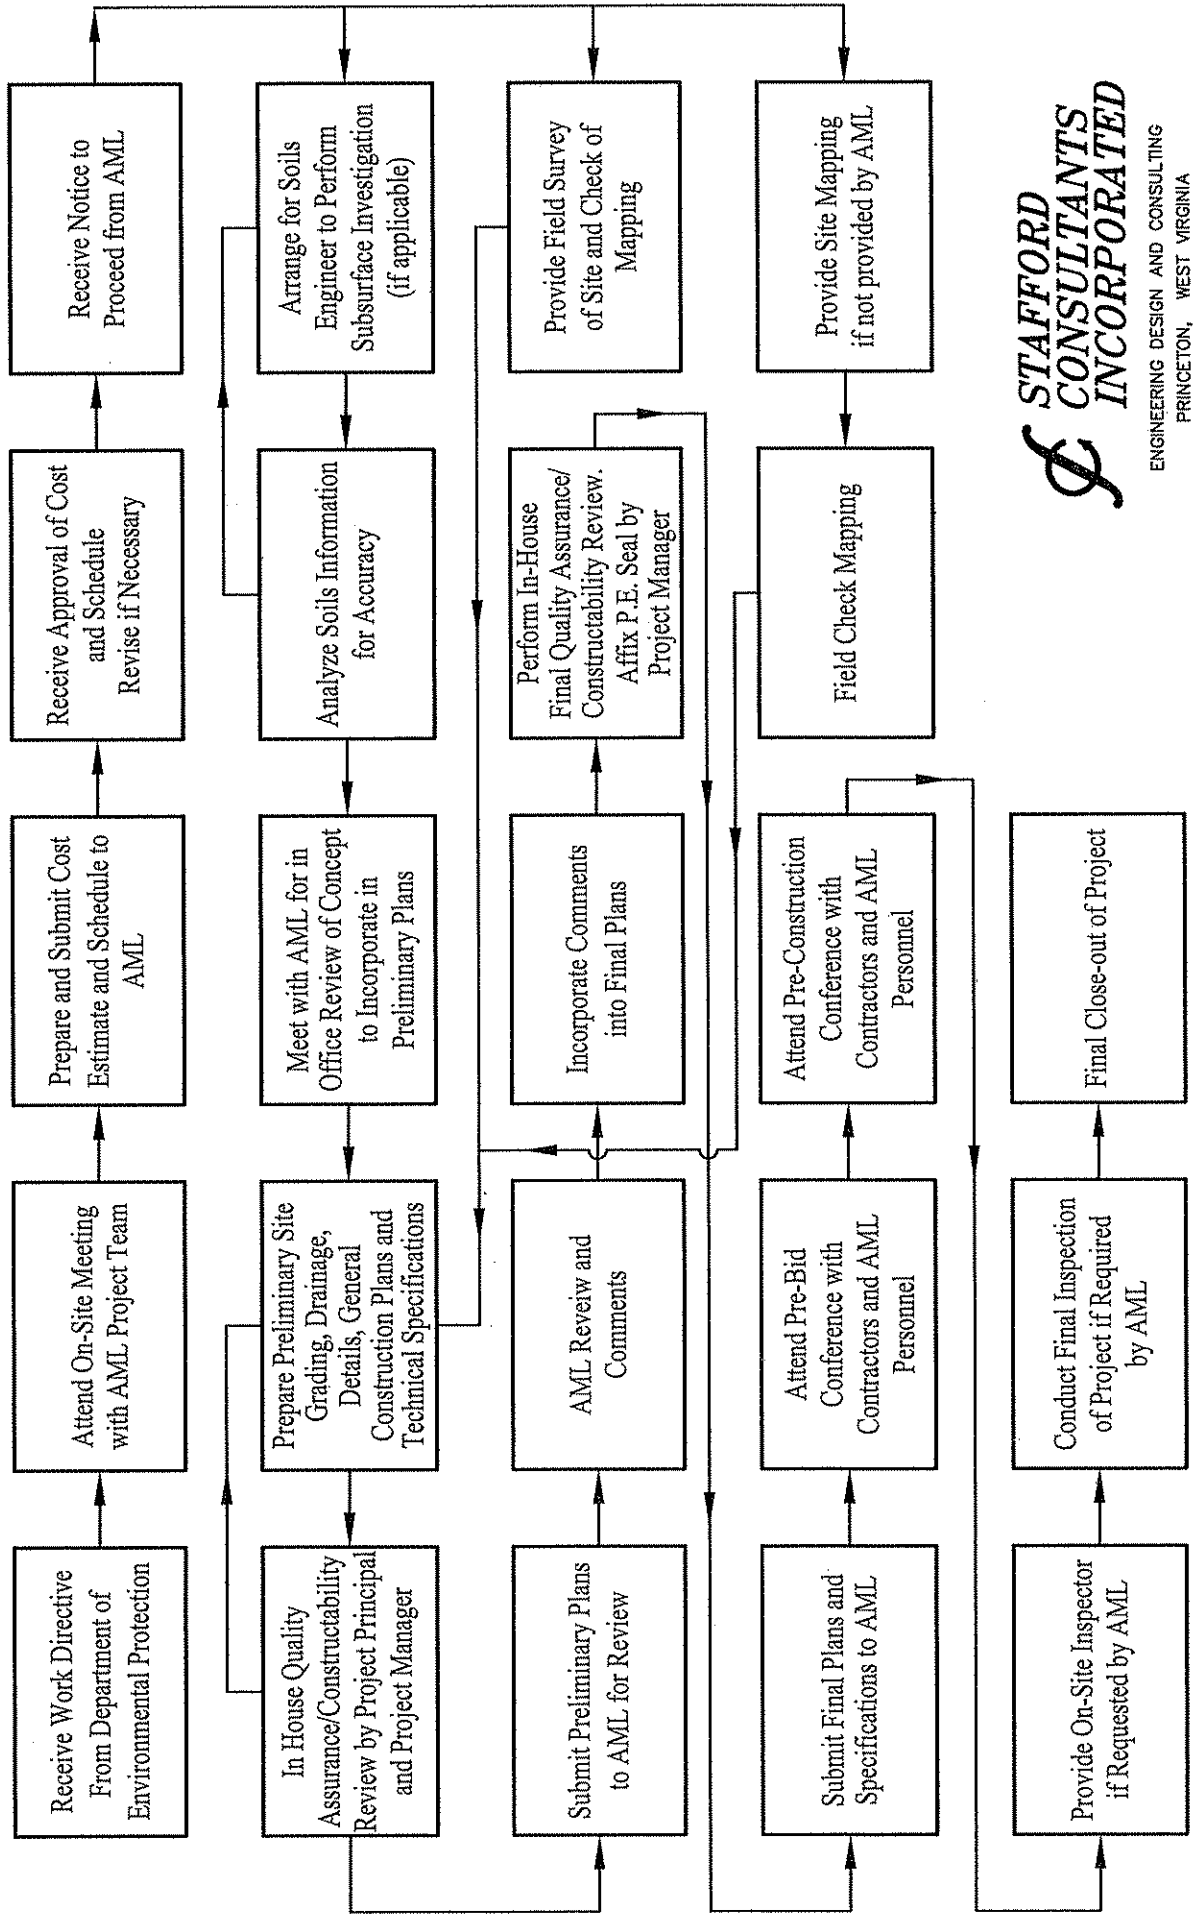 Receive Work Directive
From Department of
Environmental Protection
Attend On-Site Meeting
with AML Project Team
Prepare and Submit Cost
Estimate and Schedule to
AML
Receive Approval of Cost
and Schedule
Revise if Necessary
Receive Notice to
Proceed from AML
In House Quality
Assurance/Constructability
Review by Project Principal
and Project Manager
Prepare Preliminary Site
Grading, Drainage,
Details, General
Construction Plans and
Technical Specifications
Meet with AML for in
Office Review of Concept
to Incorporate in
Preliminary Plans
Analyze Soils Information
for Accuracy
Arrange for Soils
Engineer to Perform
Subsurface Investigation
(if applicable)
Submit Preliminary Plans
to AML for Review
AML Reveiw and
Comments
Incorporate Comments
into Final Plans
Perform In-House
Final Quality Assurance/
Constructability Review.
Affix P.E. Seal by
Project Manager
Provide Field Survey
of Site and Check of
Mapping
Submit Final Plans and
Specifications to AML
Attend Pre-Bid
Conference with
Contractors and AML
Personnel
Attend Pre-Construction
Conference with
Contractors and AML
Personnel
Field Check Mapping
Provide Site Mapping
if not provided by AML
Provide On-Site Inspector
if Requested by AML
Conduct Final Inspection
of Project if Required
by AML
Final Close-out of Project
STAFFORD
CONSULTANTS
INCORPORATED
ENGINEERING DESIGN AND CONSULTING
PRINCETON, WEST VIRGINIA